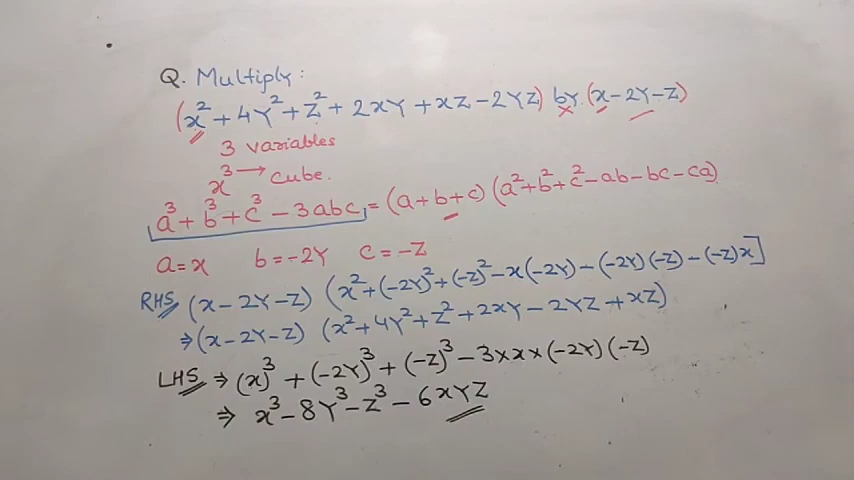 Q. Multiply:
(x² + 4Y² + Z² + 2xY + xZ - 2YZ) by (x - 2Y - Z)
3 variables
x³ → cube.
a³ + b³ + c³ - 3abc = (a + b + c) (a² + b² + c² - ab - bc - ca)
a = x b = -2Y c = -Z
RHS (x - 2Y - Z) (x² + (-2Y)² + (-Z)² - x(-2Y) - (-2Y)(-Z) - (-Z)x]
⇒ (x - 2Y - Z) (x² + 4Y² + Z² + 2xY - 2YZ + xZ)
LHS ⇒ (x)³ + (-2Y)³ + (-Z)³ - 3 × x × (-2Y) (-Z)
⇒ x³ - 8Y³ - Z³ - 6xYZ